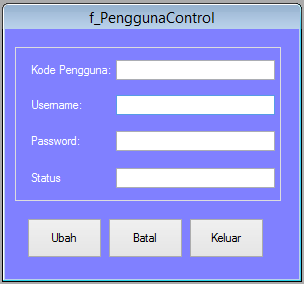 f_PenggunaControl
Kode Pengguna:
Username:
Password:
Status
Ubah Batal Keluar